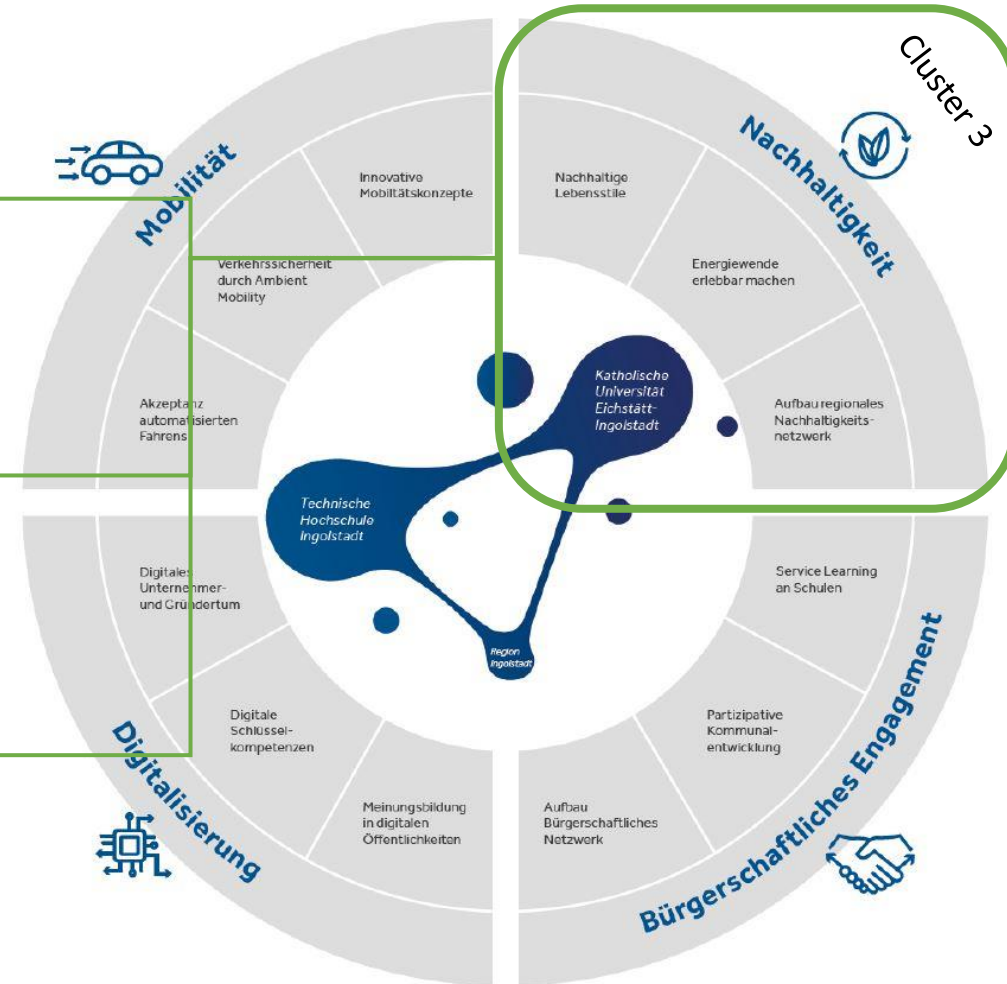 Cluster 3
Mobilität
Nachhaltigkeit
Innovative
Mobiltätskonzepte
Nachhaltige
Lebensstile
Verkehrssicherheit
durch Ambient
Mobility
Energiewende
erlebbar machen
Akzeptanz
automatisierten
Fahrens
Aufbau regionales
Nachhaltigkeits-
netzwerk
Katholische
Universität
Eichstätt-
Ingolstadt
Technische
Hochschule
Ingolstadt
Region
Ingolstadt
Digitales
Unternehmer-
und Gründertum
Service Learning
an Schulen
Digitale
Schlüssel-
kompetenzen
Partizipative
Kommunal-
entwicklung
Meinungsbildung
in digitalen
Öffentlichkeiten
Aufbau
Bürgerschaftliches
Netzwerk
Digitalisierung
Bürgerschaftliches Engagement